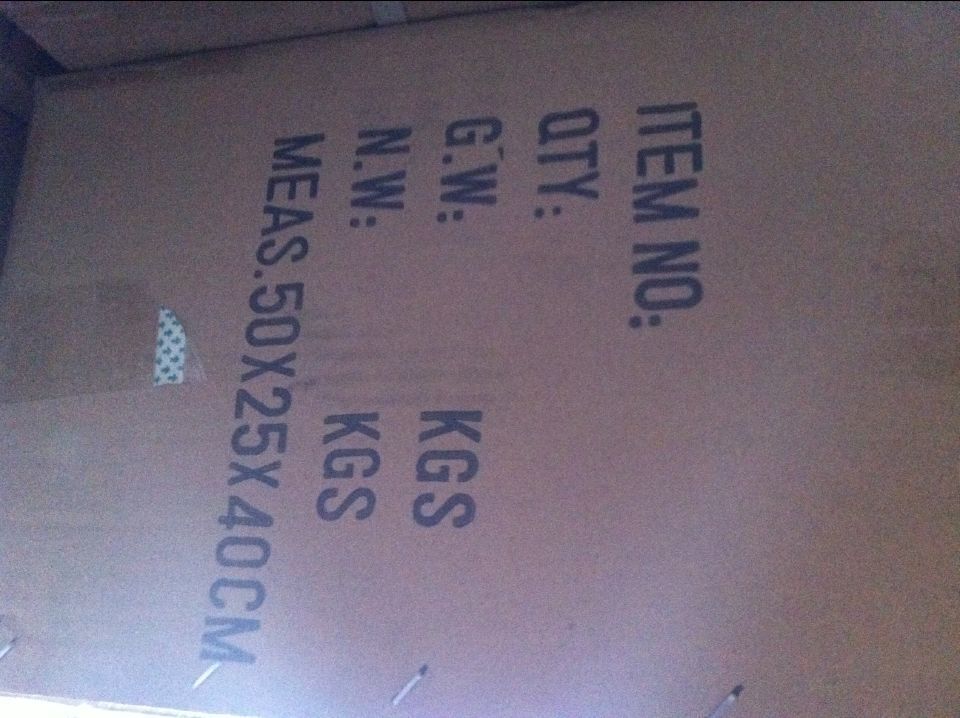 ITEM NO:
QTY:
G.W: KGS
N.W: KGS
MEAS.50X25X40CM